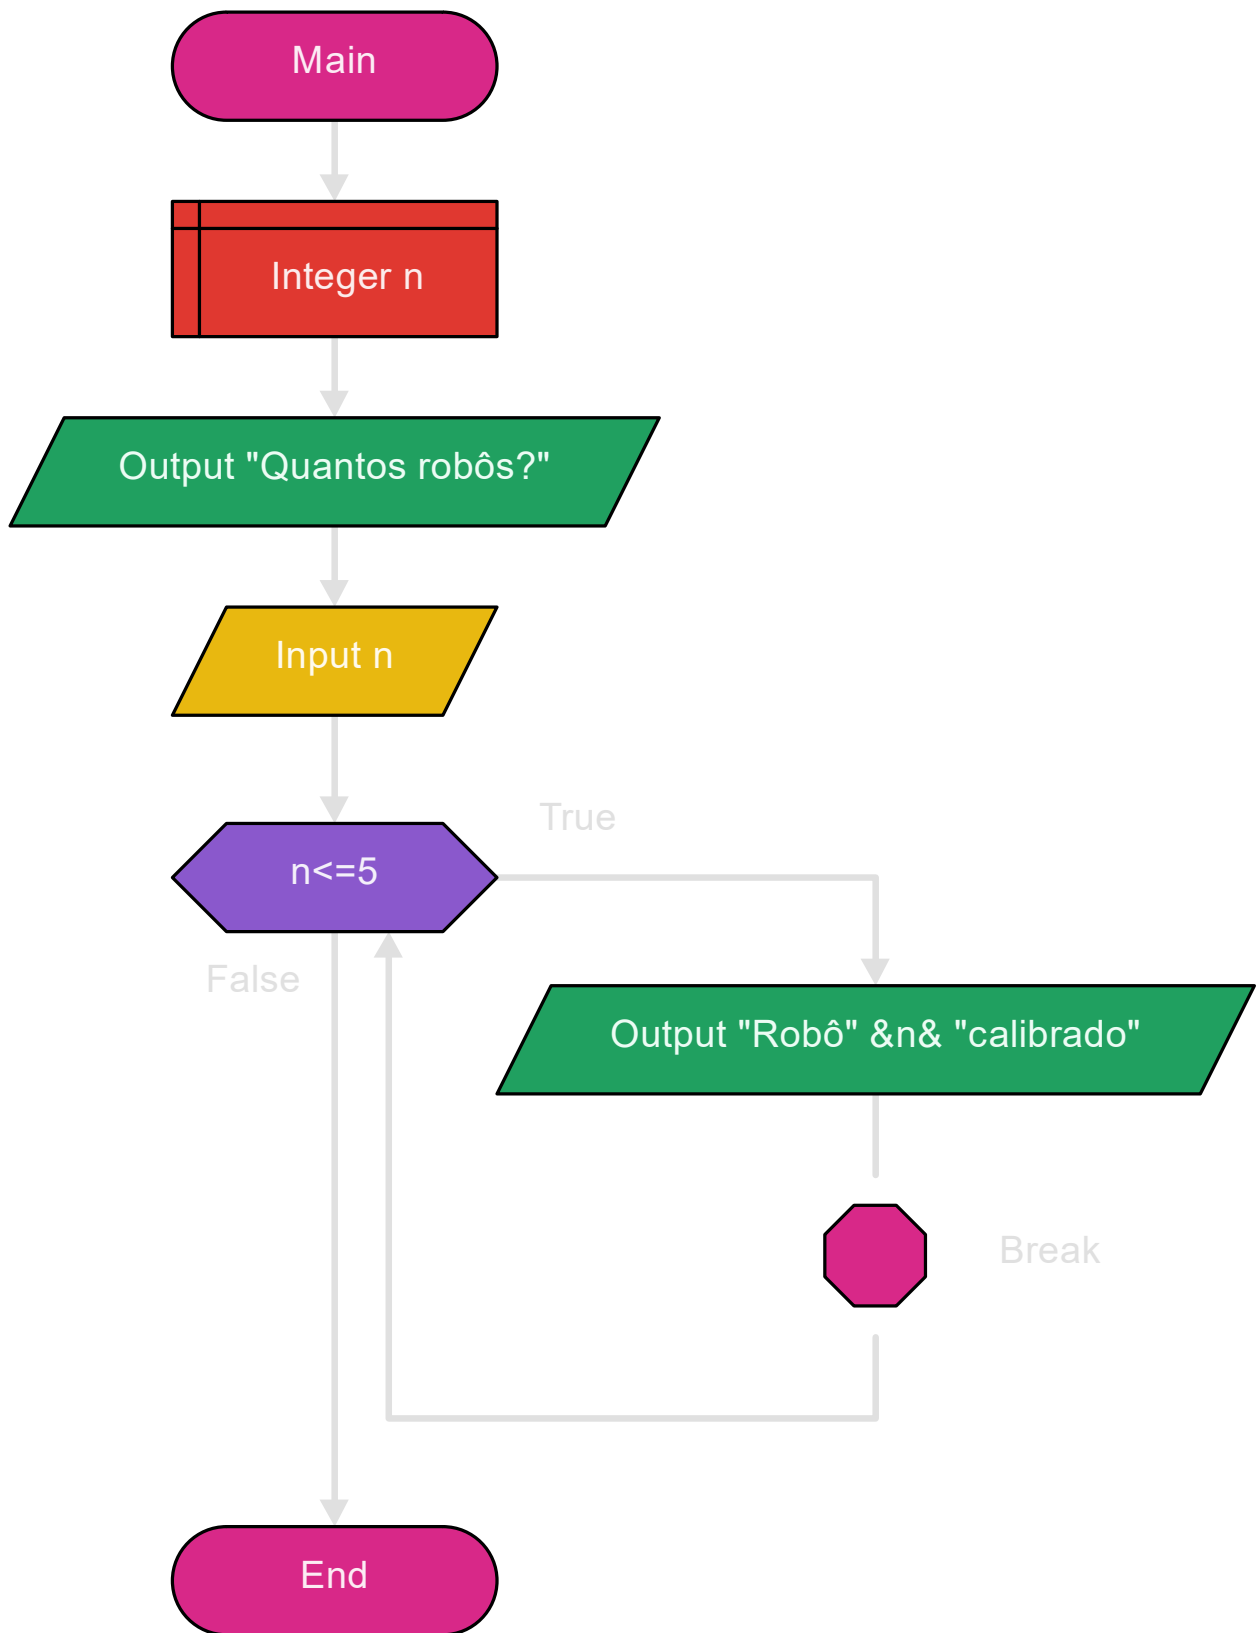 Main
Integer n
Output "Quantos robôs?"
Input n
True
n<=5
False
Output "Robô" &n& "calibrado"
Break
End